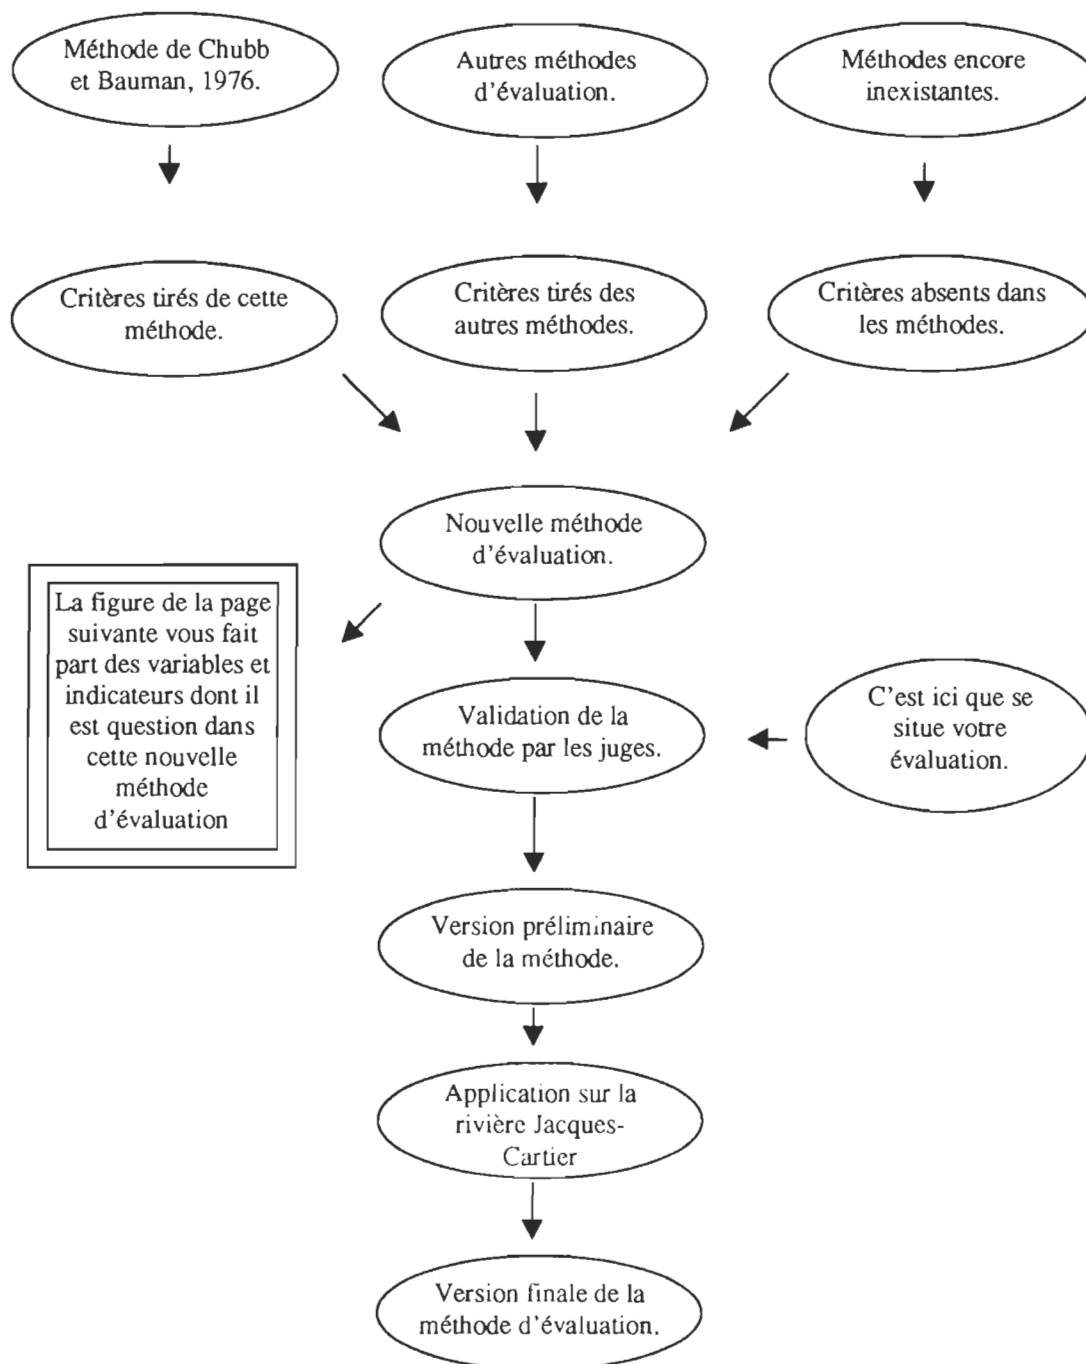 Méthode de Chubb
et Bauman, 1976.
Autres méthodes
d'évaluation.
Méthodes encore
inexistantes.
Critères tirés de cette
méthode.
Critères tirés des
autres méthodes.
Critères absents dans
les méthodes.
Nouvelle méthode
d'évaluation.
La figure de la page
suivante vous fait
part des variables et
indicateurs dont il
est question dans
cette nouvelle
méthode
d'évaluation
Validation de la
méthode par les juges.
C'est ici que se
situe votre
évaluation.
Version préliminaire
de la méthode.
Application sur la
rivière Jacques-
Cartier
Version finale de la
méthode d'évaluation.